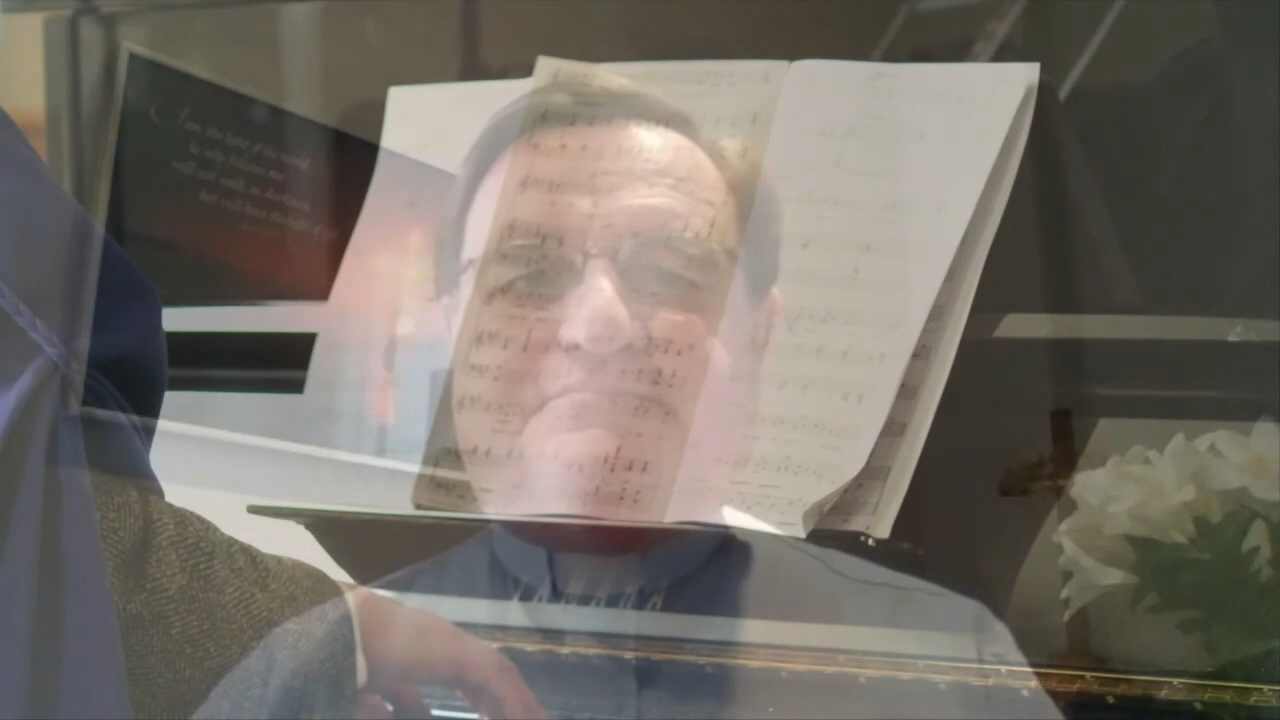 I am the light of the world
he who follows me
will not walk in darkness
but will have the light of life
YAMAHA